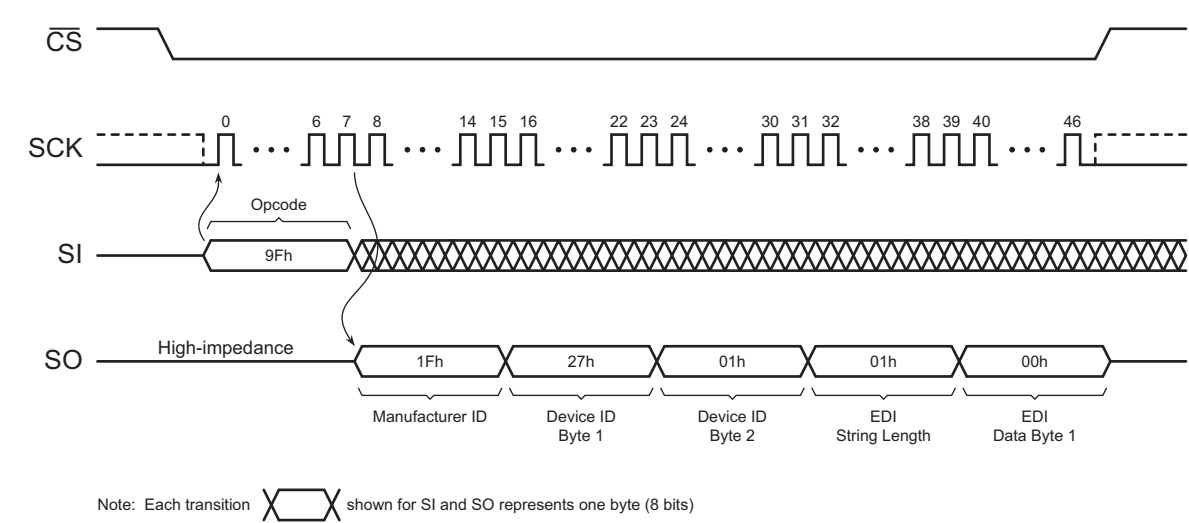 CS
0 6 7 8 14 15 16 22 23 24 30 31 32 38 39 40 46
SCK
Opcode
SI
9Fh
High-impedance
SO
1Fh 27h 01h 01h 00h
Manufacturer ID Device ID Device ID EDI EDI
Byte 1 Byte 2 String Length Data Byte 1
Note: Each transition shown for SI and SO represents one byte (8 bits)